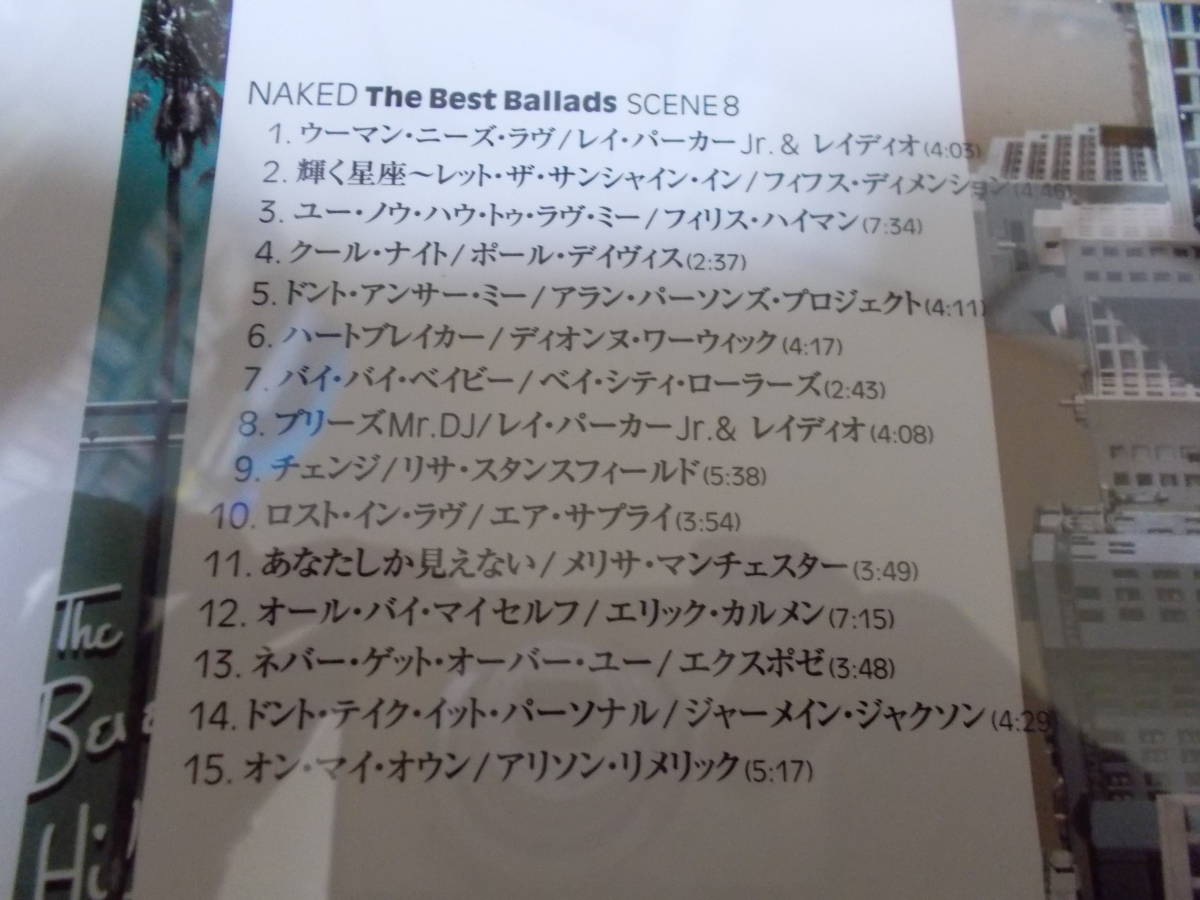 NAKED The Best Ballads SCENE 8
1. ウーマン・ニーズ・ラヴ/レイ・パーカーJr.& レイディオ(4:03)
2. 輝く星座〜レット・ザ・サンシャイン・イン/フィフス・ディメンション(4:46)
3. ユー・ノウ・ハウ・トゥ・ラヴ・ミー/フィリス・ハイマン(7:34)
4. クール・ナイト/ポール・デイヴィス(2:37)
5. ドント・アンサー・ミー/アラン・パーソンズ・プロジェクト(4:11)
6. ハートブレイカー/ディオンヌ・ワーウィック(4:17)
7. バイ・バイ・ベイビー/ベイ・シティ・ローラーズ(2:43)
8. プリーズMr.DJ/レイ・パーカーJr.& レイディオ(4:08)
9. チェンジ/リサ・スタンスフィールド(5:38)
10. ロスト・イン・ラヴ/エア・サプライ(3:54)
11. あなたしか見えない/メリサ・マンチェスター(3:49)
12. オール・バイ・マイセルフ/エリック・カルメン(7:15)
13. ネバー・ゲット・オーバー・ユー/エクスポゼ(3:48)
14. ドント・テイク・イット・パーソナル/ジャーメイン・ジャクソン(4:29
15. オン・マイ・オウン/アリソン・リメリック(5:17)
The